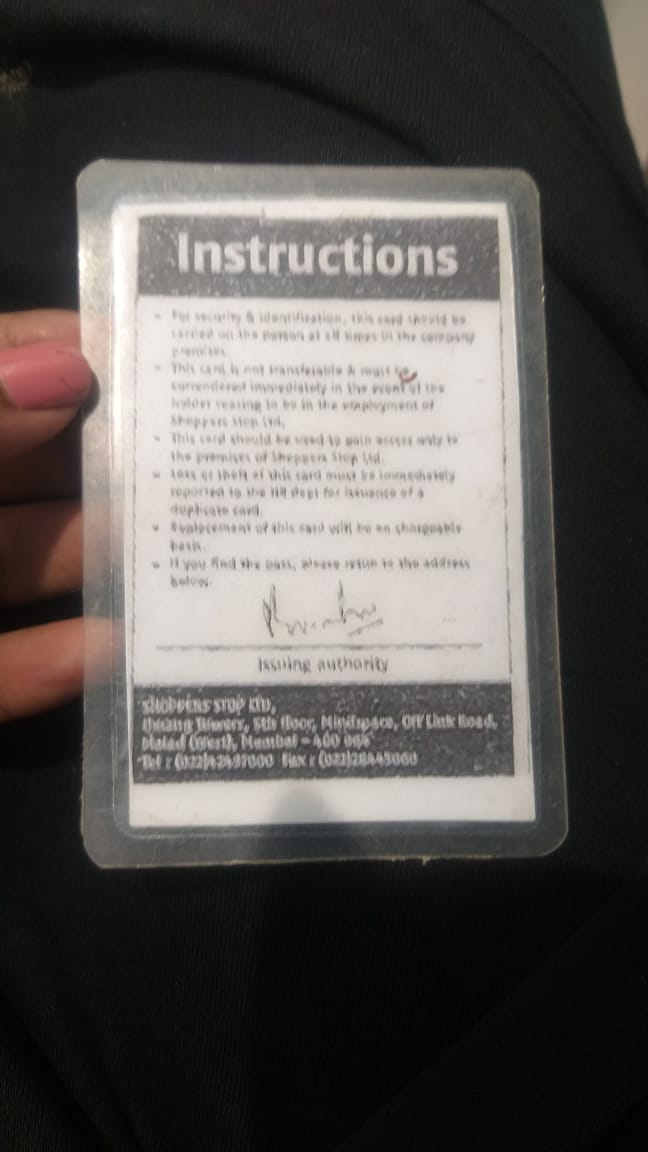 Instructions
- For security & identification, this card should be
carried on the person at all times in the company
premises.
- This card is not transferable & must be
surrendered immediately in the event of the
holder ceasing to be in the employment of
Shoppers Stop Ltd.
- This card should be used to gain access only to
the premises of Shoppers Stop Ltd.
- Loss or theft of this card must be immediately
reported to the HR dept for issuance of a
duplicate card.
- Replacement of this card will be on chargeable
basis.
- If you find the pass, please retun to the address
below.
Issuing authority
SHOPPERS STOP LTD,
Towers, 5th floor, Mindspace, Off Link Road,
Malad (West), Mumbai - 400
Tel : (022)42497000 Fax : (022)28445000